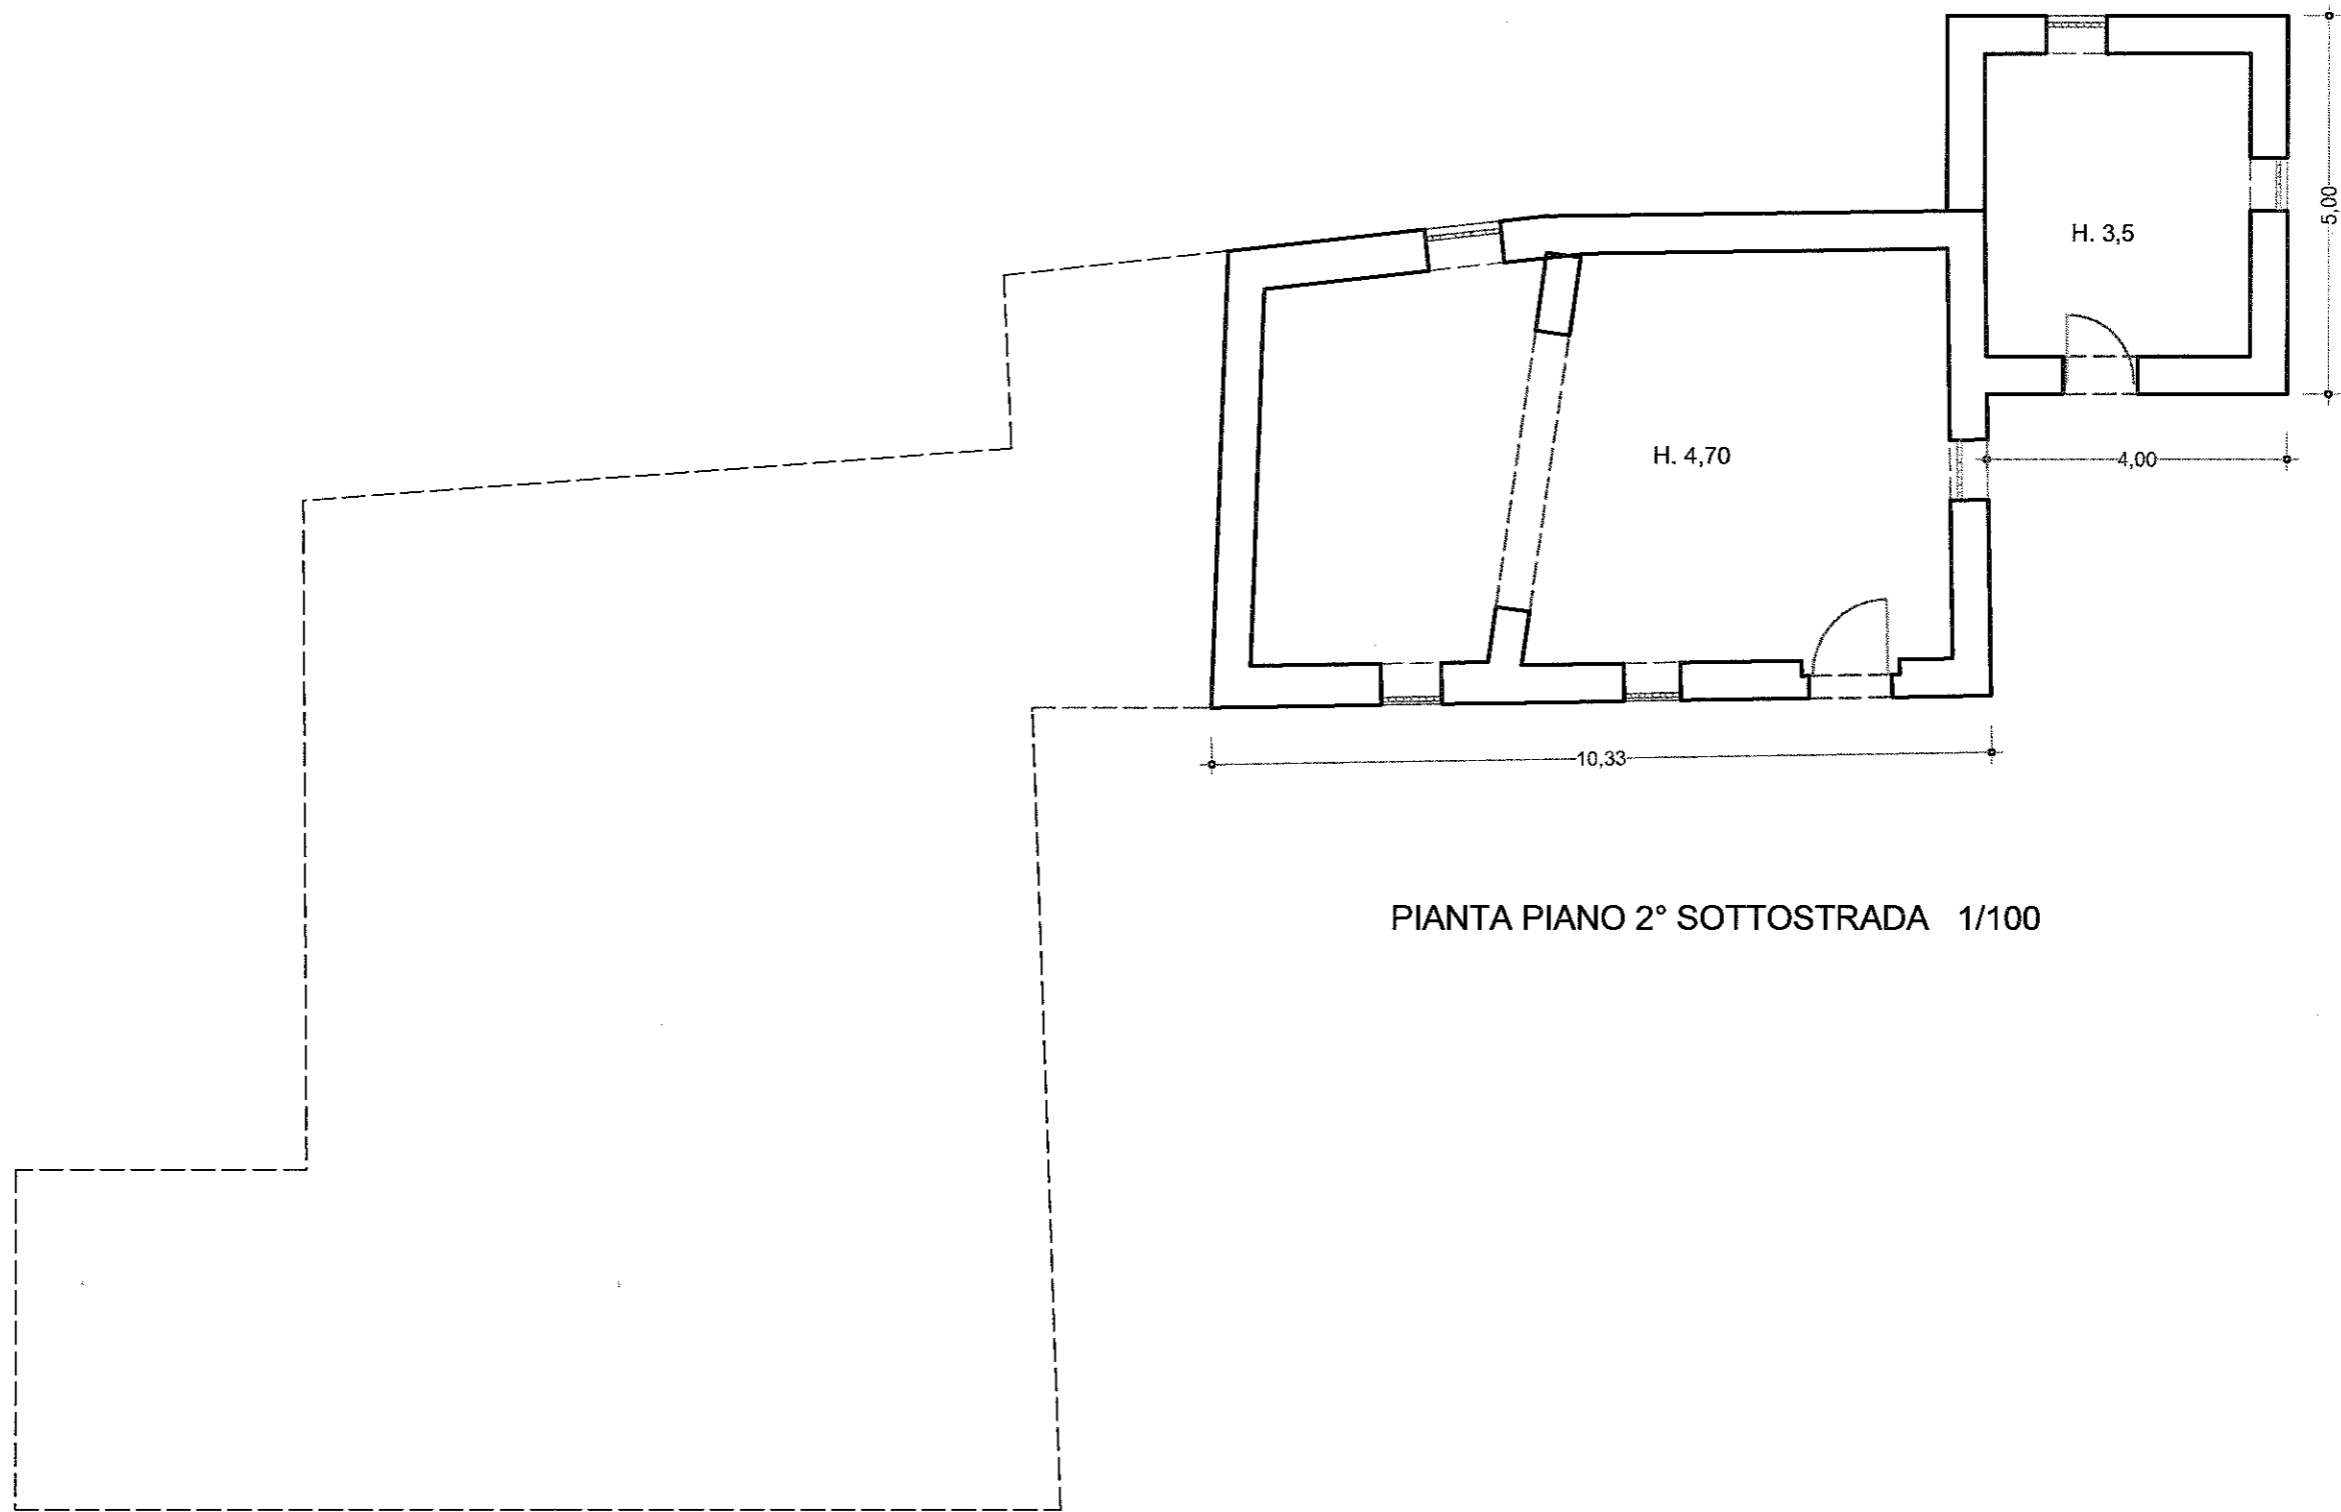 5,00
H. 3,5
H. 4,70
4,00
10,33
PIANTA PIANO 2° SOTTOSTRADA 1/100